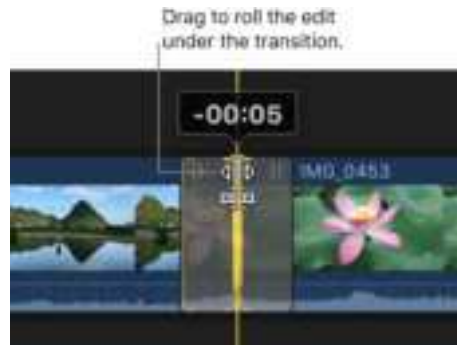 Drag to roll the edit
under the transition.
-00:05
IMG_0453